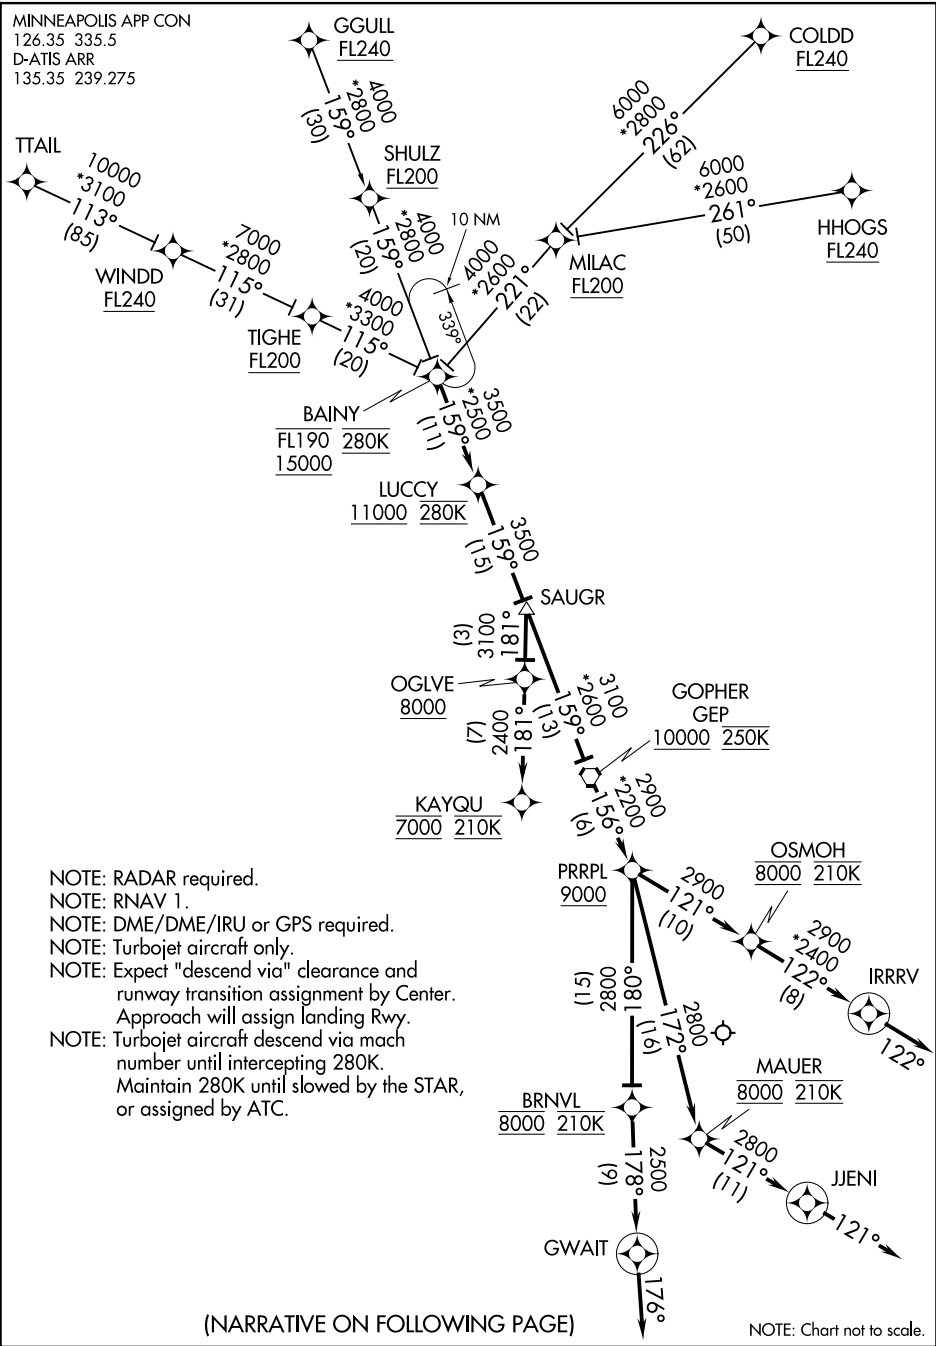 MINNEAPOLIS APP CON
126.35 335.5
D-ATIS ARR
135.35 239.275
GGULL
FL240
COLDD
FL240
4000
*2800
159°
(30)
6000
*2800
226°
(62)
TTAIL
10000
*3100
113°
(85)
SHULZ
FL200
6000
*2600
261°
(50)
HHOGS
FL240
WINDD
FL240
7000
*2800
115°
(31)
4000
*2800
159°
(20)
10 NM
MILAC
FL200
4000
*2600
221°
(22)
339°
TIGHE
FL200
4000
*3300
115°
(20)
BAINY
FL190 280K
15000
3500
*2500
159°
(11)
LUCCY
11000 280K
3500
159°
(15)
SAUGR
(3)
3100
181°
OGLVE
8000
3100
*2600
159°
(13)
GOPHER
GEP
10000 250K
(7)
2400
181°
KAYQU
7000 210K
2900
*2200
156°
(6)
PRRPL
9000
OSMOH
8000 210K
2900
121°
(10)
2900
*2400
122°
(8)
IRRRV
122°
NOTE: RADAR required.
NOTE: RNAV 1.
NOTE: DME/DME/IRU or GPS required.
NOTE: Turbojet aircraft only.
NOTE: Expect "descend via" clearance and
runway transition assignment by Center.
Approach will assign landing Rwy.
NOTE: Turbojet aircraft descend via mach
number until intercepting 280K.
Maintain 280K until slowed by the STAR,
or assigned by ATC.
(15)
2800
180°
2800
172°
(16)
MAUER
8000 210K
BRNVL
8000 210K
2800
121°
(11)
JJENI
121°
2500
178°
(9)
GWAIT
176°
(NARRATIVE ON FOLLOWING PAGE)
NOTE: Chart not to scale.